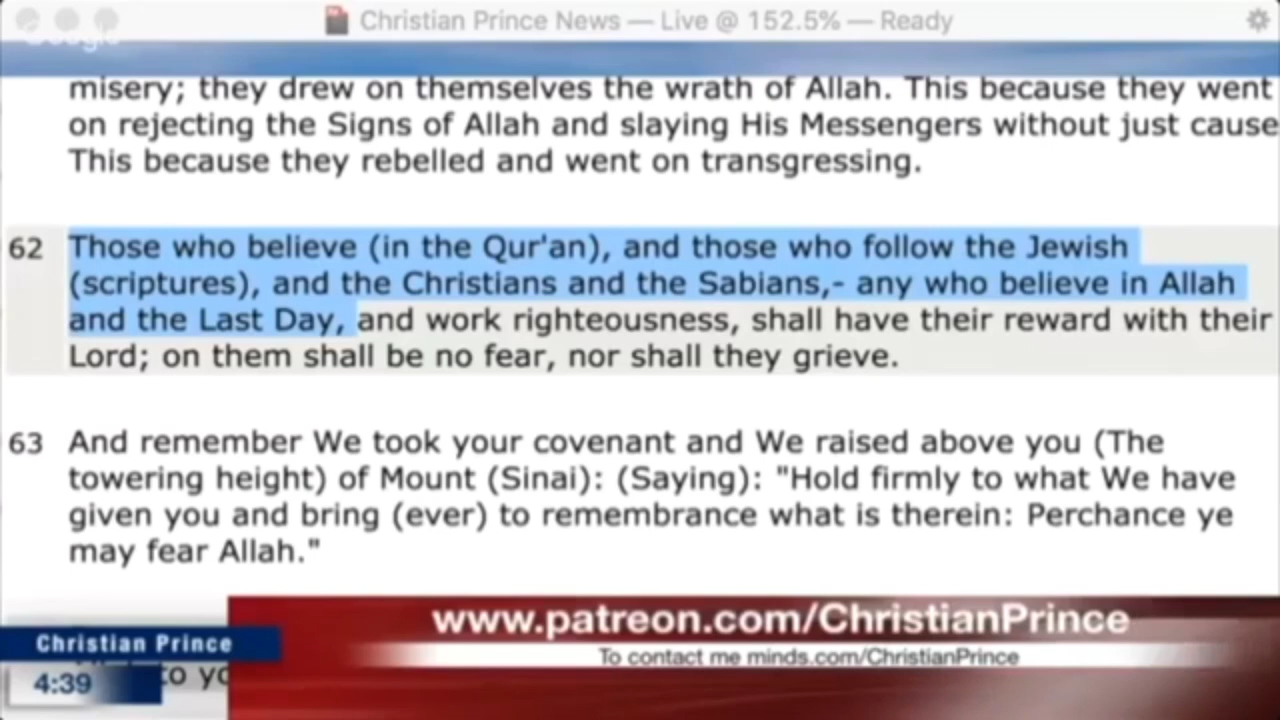 Christian Prince News — Live @ 152.5% — Ready
Google
misery; they drew on themselves the wrath of Allah. This because they went
on rejecting the Signs of Allah and slaying His Messengers without just cause
This because they rebelled and went on transgressing.
62 Those who believe (in the Qur'an), and those who follow the Jewish
(scriptures), and the Christians and the Sabians,- any who believe in Allah
and the Last Day, and work righteousness, shall have their reward with their
Lord; on them shall be no fear, nor shall they grieve.
63 And remember We took your covenant and We raised above you (The
towering height) of Mount (Sinai): (Saying): "Hold firmly to what We have
given you and bring (ever) to remembrance what is therein: Perchance ye
may fear Allah."
www.patreon.com/ChristianPrince
Christian Prince
To contact me minds.com/ChristianPrince
4:39
to